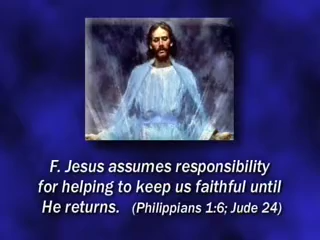 F. Jesus assumes responsibility
for helping to keep us faithful until
He returns. (Philippians 1:6; Jude 24)